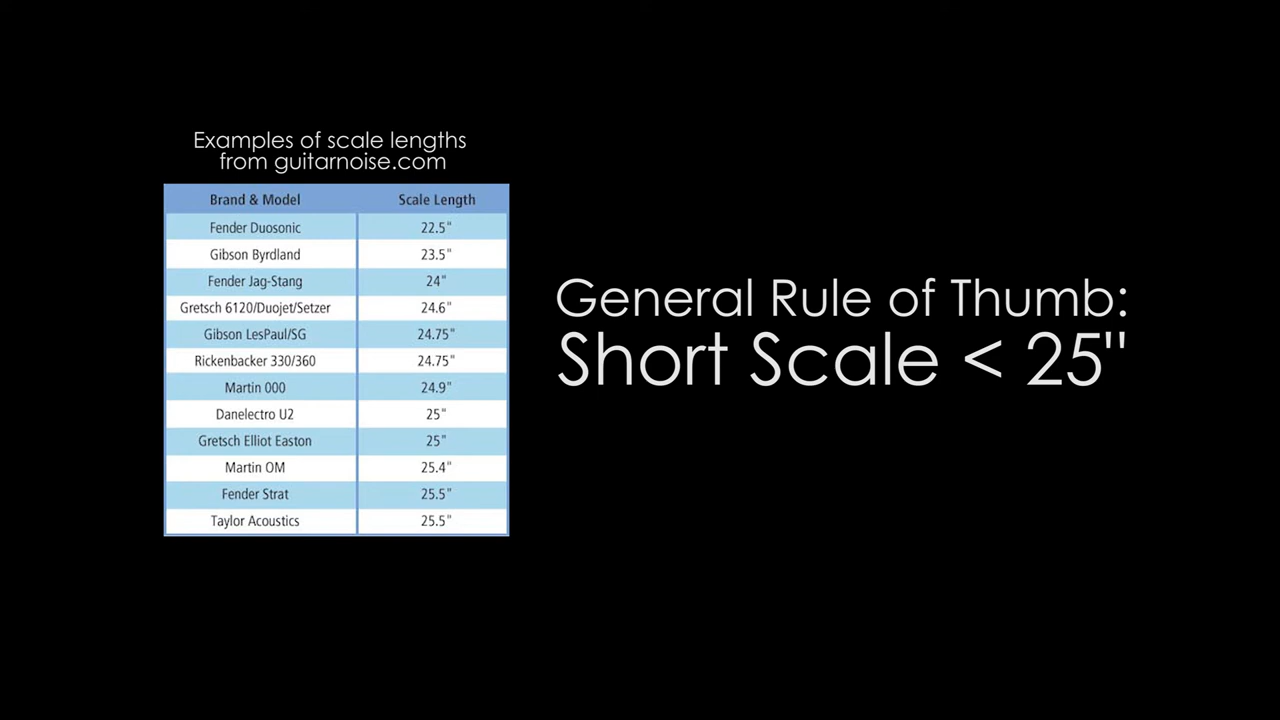 Examples of scale lengths
from guitarnoise.com
Brand & Model Scale Length
Fender Duosonic 22.5"
Gibson Byrdland 23.5"
Fender Jag-Stang 24"
Gretsch 6120/Duojet/Setzer 24.6"
Gibson LesPaul/SG 24.75"
Rickenbacker 330/360 24.75"
Martin 000 24.9"
Danelectro U2 25"
Gretsch Elliot Easton 25"
Martin OM 25.4"
Fender Strat 25.5"
Taylor Acoustics 25.5"
General Rule of Thumb:
Short Scale < 25"